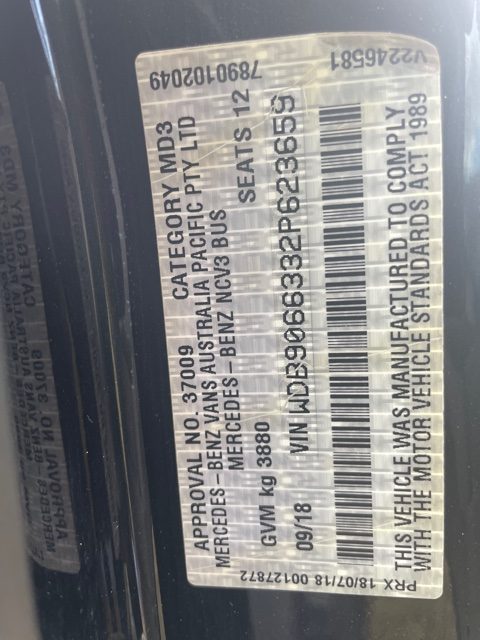 7890102049
APPROVAL NO. 37009 CATEGORY MD3
MERCEDES-BENZ VANS AUSTRALIA PACIFIC PTY LTD
MERCEDES-BENZ NCV3 BUS
GVM kg 3880 SEATS 12
09/18 VIN WDB9066332P623659
THIS VEHICLE WAS MANUFACTURED TO COMPLY
WITH THE MOTOR VEHICLE STANDARDS ACT 1989
PRX 18/07/18 00127872
V2246581